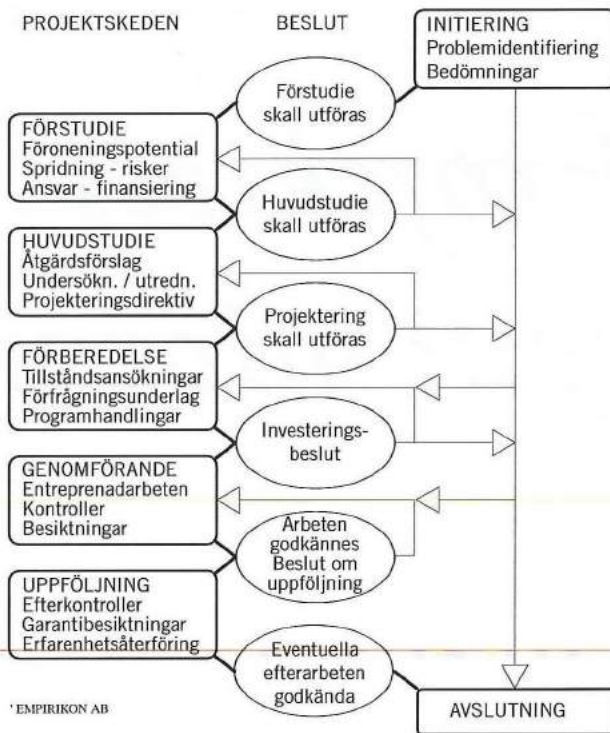 PROJEKTSKEDEN
BESLUT
INITIERING
Problemidentifiering
Bedömningar
Förstudie
skall utföras
FÖRSTUDIE
Föroneningspotential
Spridning - risker
Ansvar - finansiering
Huvudstudie
skall utföras
HUVUDSTUDIE
Åtgärdsförslag
Undersökn. / utredn.
Projekteringsdirektiv
Projektering
skall utföras
FÖRBEREDELSE
Tillståndsansökningar
Förfrågningsunderlag
Programhandlingar
Investerings-
beslut
GENOMFÖRANDE
Entreprenadarbeten
Kontroller
Besiktningar
Arbeten
godkännes
Beslut om
uppföljning
UPPFÖLJNING
Efterkontroller
Garantibesiktningar
Erfarenhetsåterföring
Eventuella
efterarbeten
godkända
AVSLUTNING
' EMPIRIKON AB